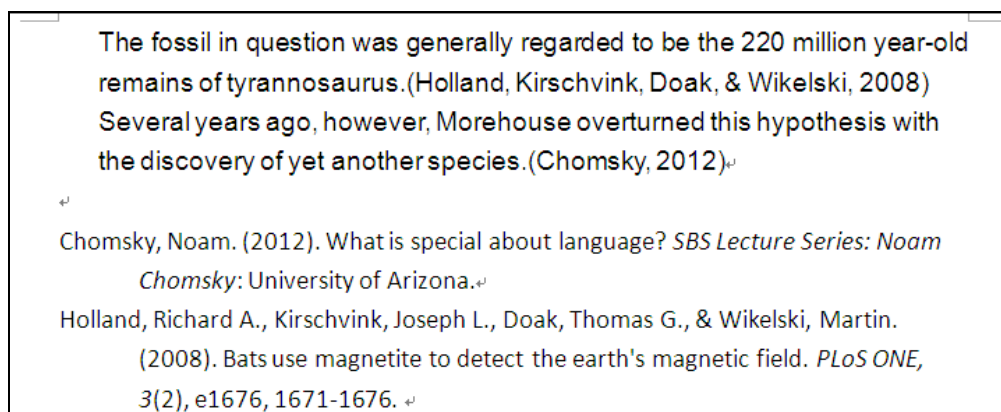 The fossil in question was generally regarded to be the 220 million year-old
remains of tyrannosaurus.(Holland, Kirschvink, Doak, & Wikelski, 2008)
Several years ago, however, Morehouse overturned this hypothesis with
the discovery of yet another species.(Chomsky, 2012)↵
↵
Chomsky, Noam. (2012). What is special about language? SBS Lecture Series: Noam
Chomsky: University of Arizona.↵
Holland, Richard A., Kirschvink, Joseph L., Doak, Thomas G., & Wikelski, Martin.
(2008). Bats use magnetite to detect the earth's magnetic field. PLoS ONE,
3(2), e1676, 1671-1676. ↵